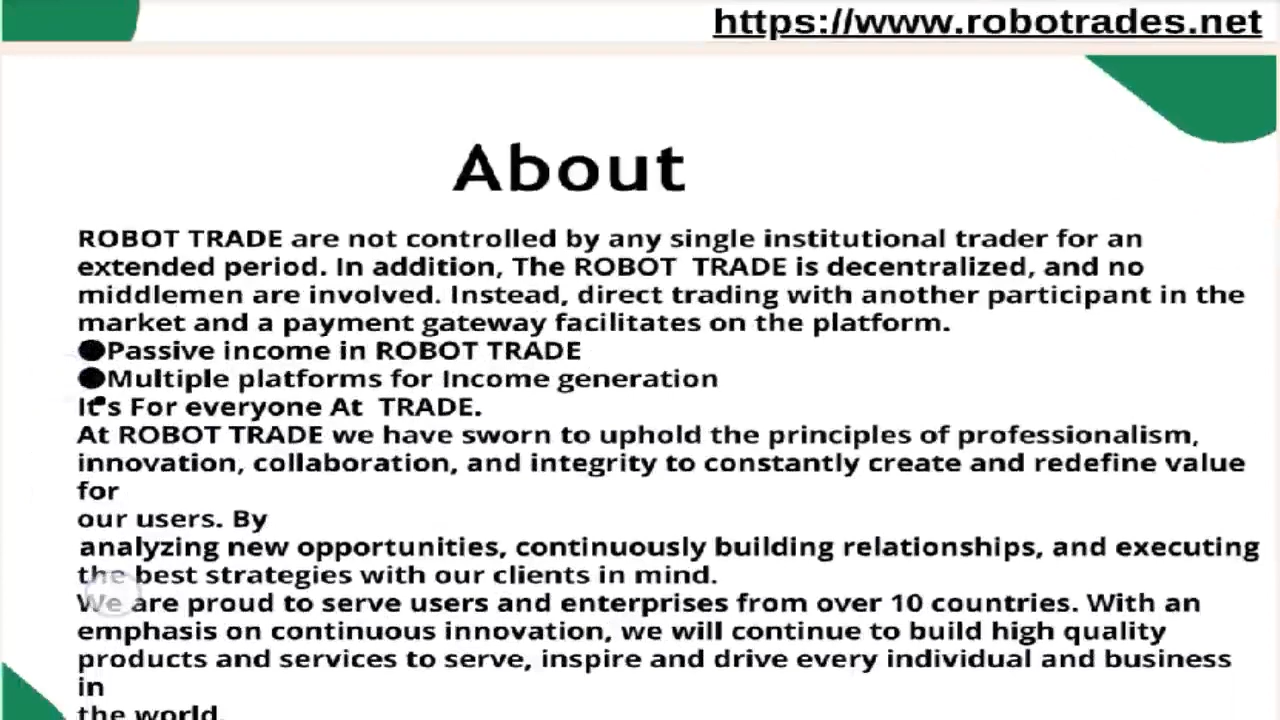 https://www.robotrades.net
About
ROBOT TRADE are not controlled by any single institutional trader for an
extended period. In addition, The ROBOT  TRADE is decentralized, and no
middlemen are involved. Instead, direct trading with another participant in the
market and a payment gateway facilitates on the platform.
●Passive income in ROBOT TRADE
●Multiple platforms for Income generation
It's For everyone At  TRADE.
At ROBOT TRADE we have sworn to uphold the principles of professionalism,
innovation, collaboration, and integrity to constantly create and redefine value
for
our users. By
analyzing new opportunities, continuously building relationships, and executing
the best strategies with our clients in mind.
We are proud to serve users and enterprises from over 10 countries. With an
emphasis on continuous innovation, we will continue to build high quality
products and services to serve, inspire and drive every individual and business
in
the world.